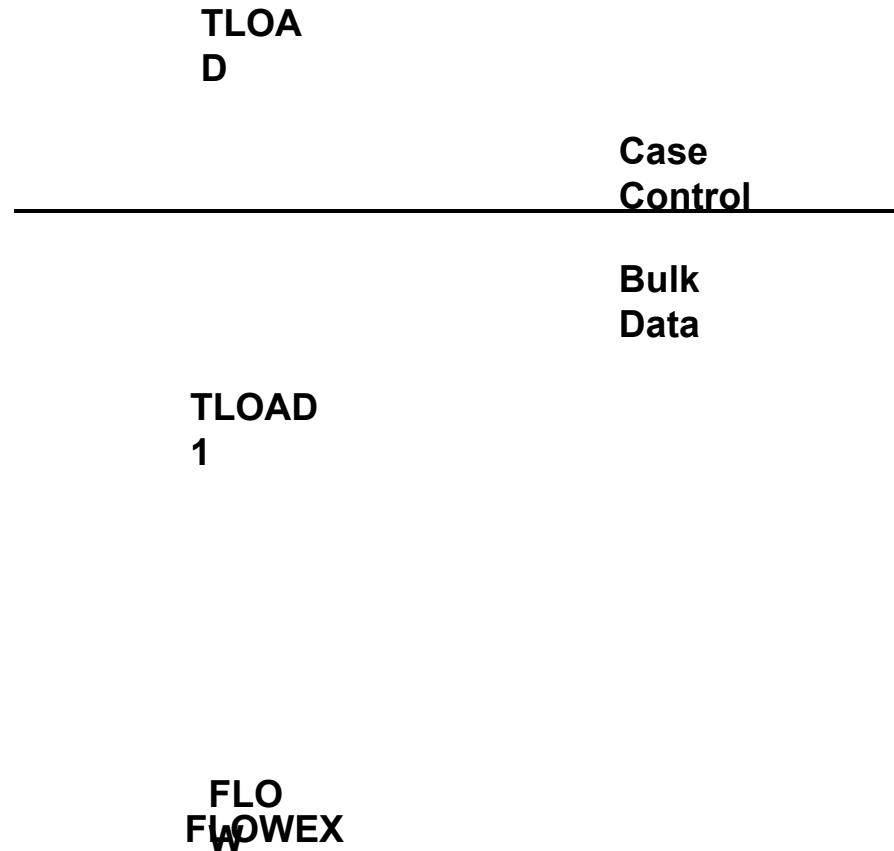 TLOA
D
Case
Control
Bulk
Data
TLOAD
1
FLO
W
FLOWEX